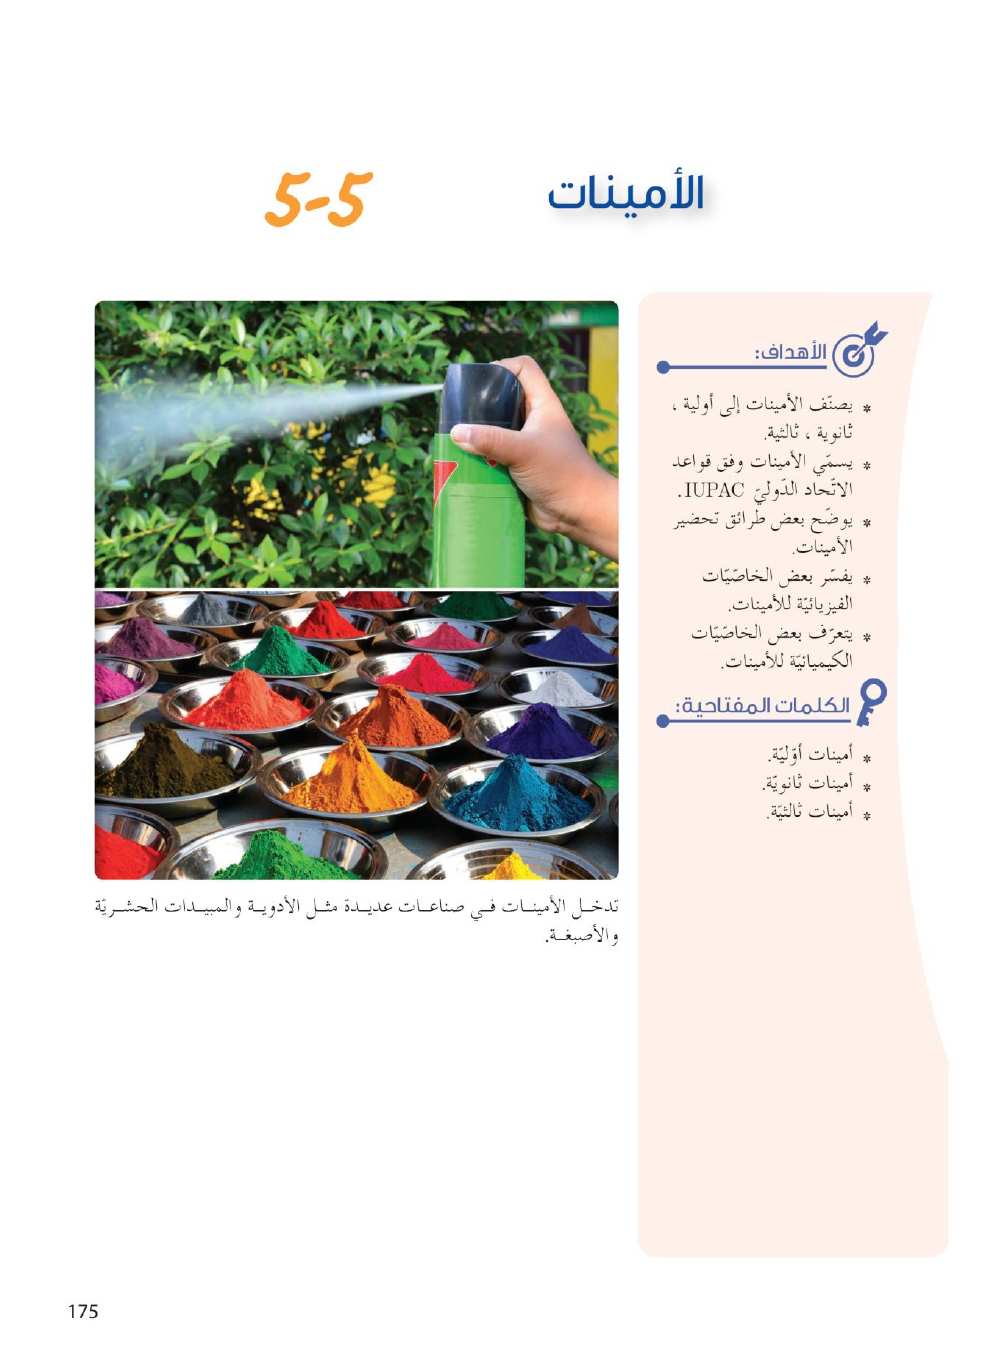 الأمينات 5-5
الأهداف:
* يصنّف الأمينات إلى أولية ،
ثانوية ، ثالثية.
* يسمّي الأمينات وفق قواعد
الاتّحاد الدّوليّ IUPAC.
* يوضّح بعض طرائق تحضير
الأمينات.
* يفسّر بعض الخاصّيّات
الفيزيائيّة للأمينات.
* يتعرّف بعض الخاصّيّات
الكيميائيّة للأمينات.
الكلمات المفتاحية:
* أمينات أوّليّة.
* أمينات ثانويّة.
* أمينات ثالثيّة.
تدخل الأمينات في صناعات عديدة مثل الأدوية والمبيدات الحشريّة
والأصبغة.
175